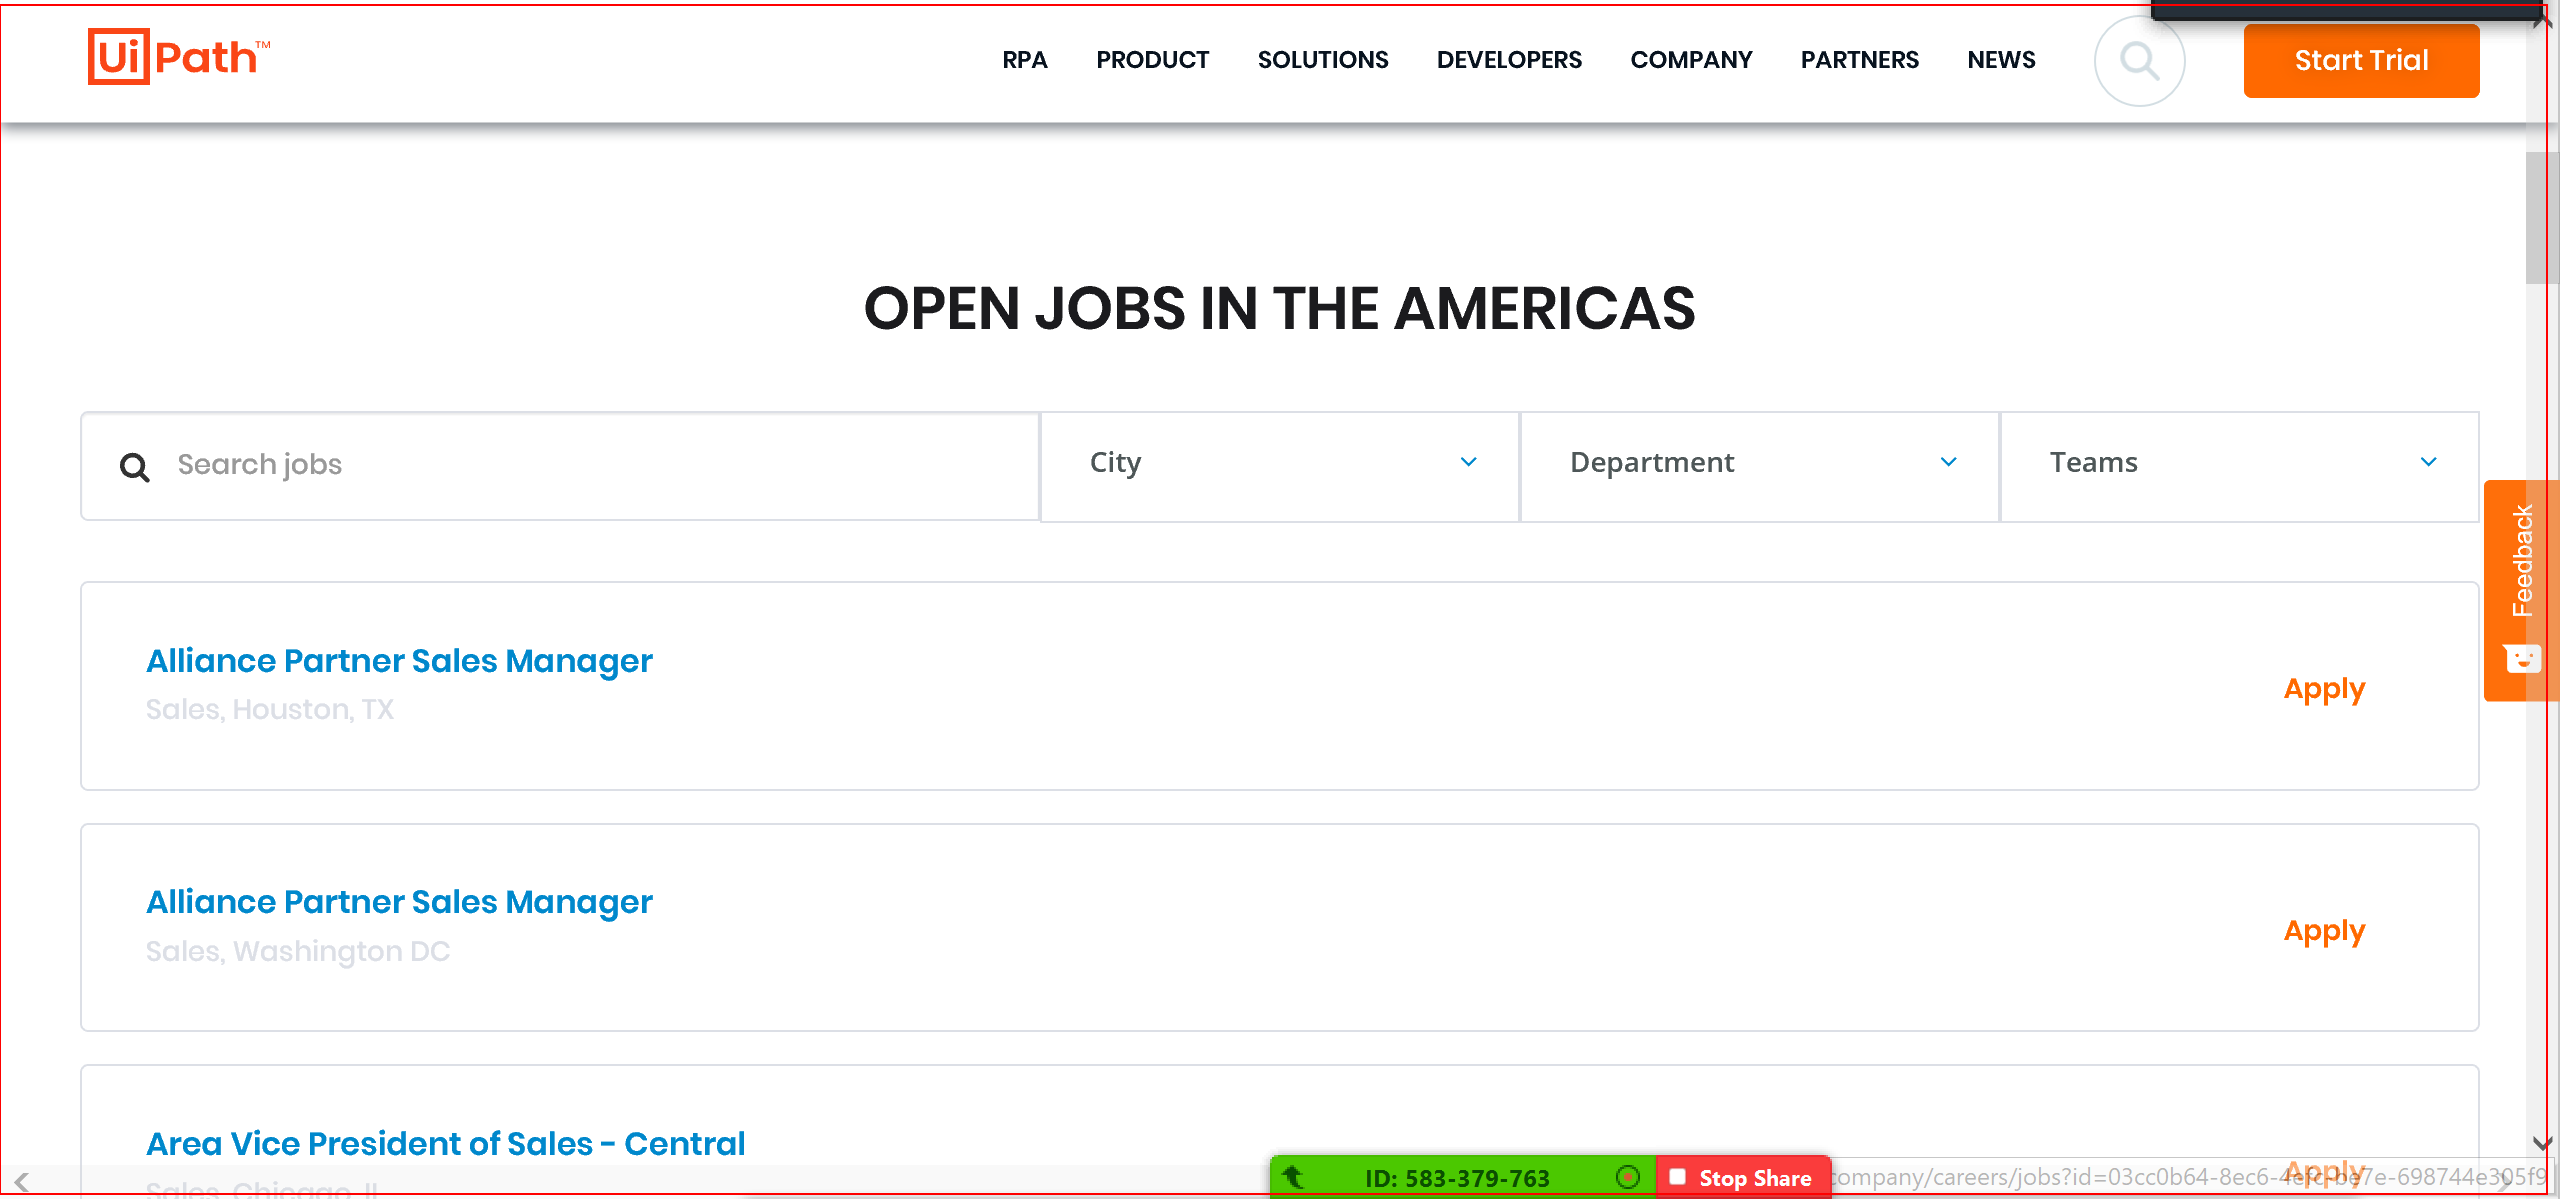 UiPath™
RPA PRODUCT SOLUTIONS DEVELOPERS COMPANY PARTNERS NEWS Start Trial
OPEN JOBS IN THE AMERICAS
Search jobs City Department Teams
Feedback
Alliance Partner Sales Manager
Sales, Houston, TX
Apply
Alliance Partner Sales Manager
Sales, Washington DC
Apply
Area Vice President of Sales - Central
Sales, Chicago, IL
Apply
ID: 583-379-763 Stop Share company/careers/jobs?id=03cc0b64-8ec6-4efc-be7e-698744e305f9